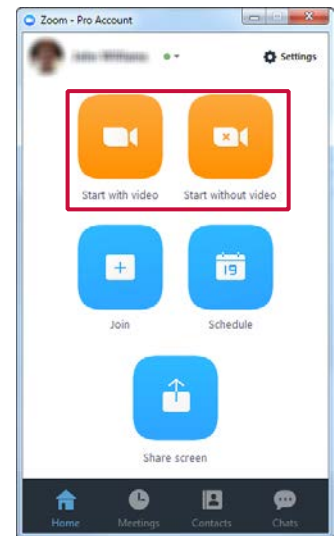 Zoom - Pro Account
Settings
Start with video Start without video
19
Join Schedule
Share screen
Home Meetings Contacts Chats